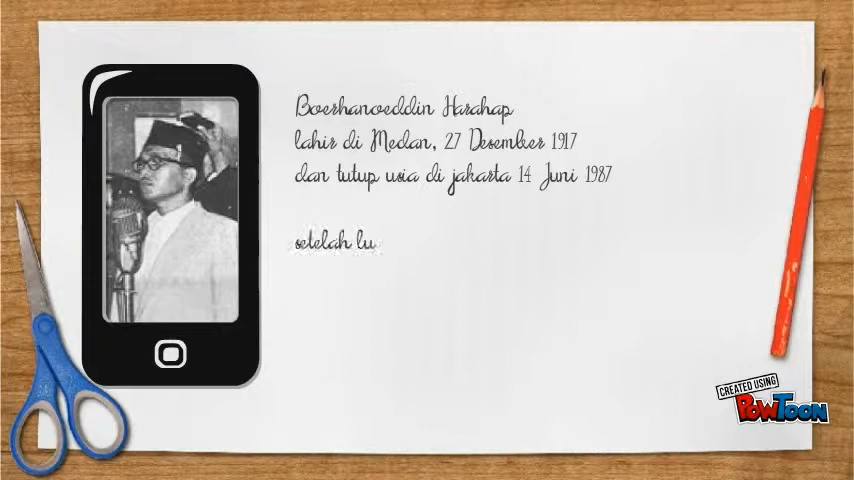 Boerhanoeddin Harahap
lahir di Medan, 27 Desember 1917
dan tutup usia di jakarta 14 Juni 1987
setelah lu
CREATED USING
POWTOON